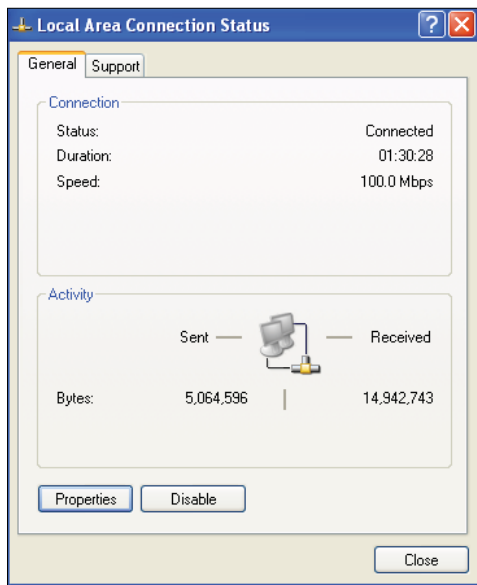 Local Area Connection Status
General Support
Connection
Status: Connected
Duration: 01:30:28
Speed: 100.0 Mbps
Activity
Sent Received
Bytes: 5,064,596 14,942,743
Properties Disable
Close